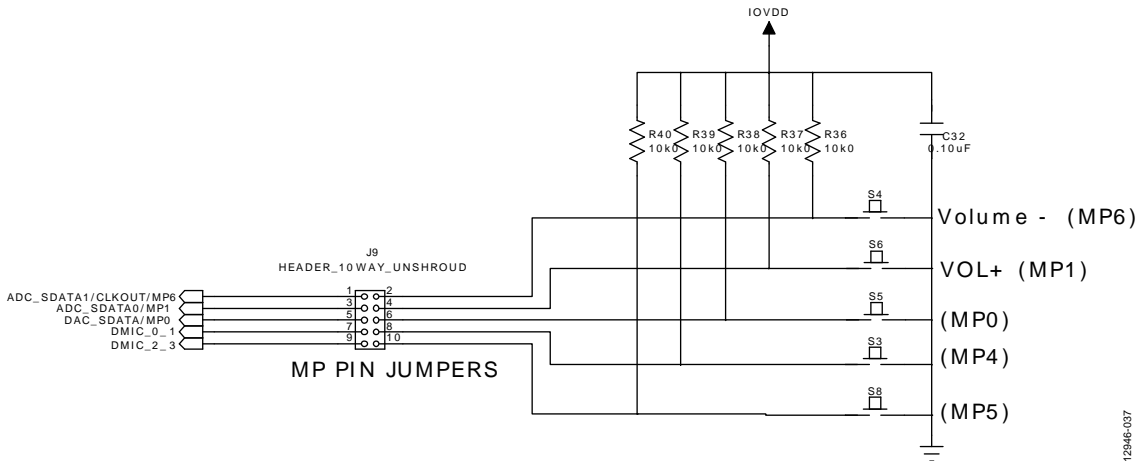 IOVDD
R40
10k0
R39
10k0
R38
10k0
R37
10k0
R36
10k0
C32
0.10uF
S4
Volume - (MP6)
S6
VOL+ (MP1)
S5
(MP0)
S3
(MP4)
S8
(MP5)
J9
HEADER_10WAY_UNSHROUD
ADC_SDATA1/CLKOUT/MP6
1 2
ADC_SDATA0/MP1
3 4
DAC_SDATA/MP0
5 6
DMIC_0_1
7 8
DMIC_2_3
9 10
MP PIN JUMPERS
12946-037